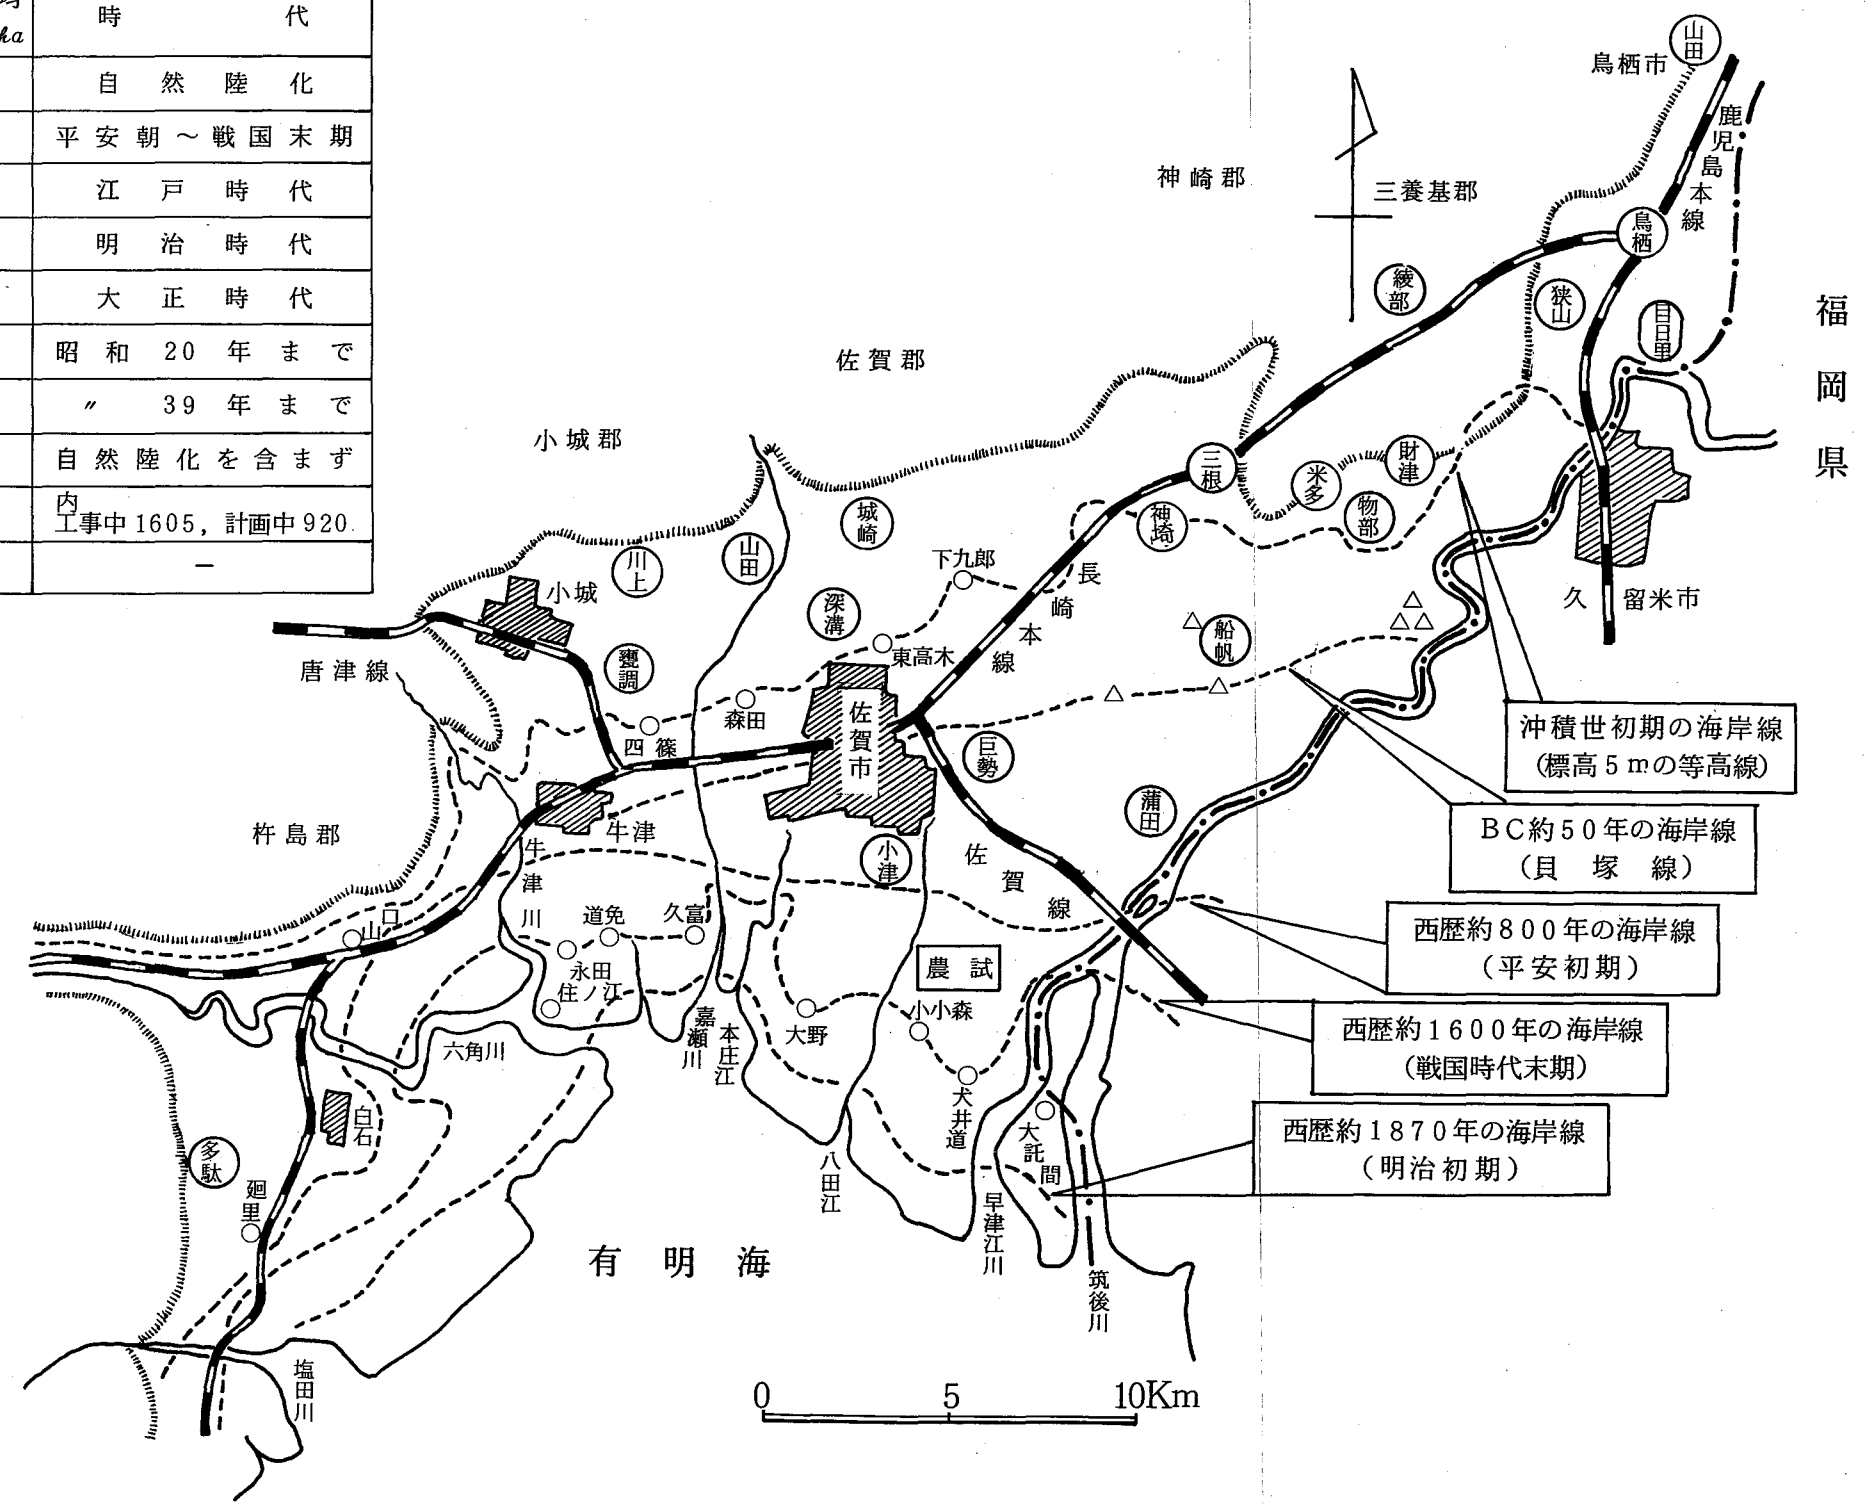 ha
時代
自然陸化
平安朝～戦国末期
江戸時代
明治時代
大正時代
昭和20年まで
〃 39年まで
自然陸化を含まず
内
工事中1605，計画中920
－
山田
鳥栖市
鹿児島本線
神崎郡
三養基郡
鳥栖
綾部
狭山
福岡県
佐賀郡
小城郡
三根
米多
財津
物部
神埼
城崎
山田
川上
下九郎
長崎本線
小城
深溝
船帆
久留米市
唐津線
甕調
東高木
森田
四篠
佐賀市
巨勢
沖積世初期の海岸線
(標高5mの等高線)
蒲田
BC約50年の海岸線
(貝塚線)
杵島郡
牛津
牛津川
小津
佐賀線
山口
道免
久富
永田
住ノ江
農試
西歴約800年の海岸線
(平安初期)
小小森
大野
嘉瀬川
本庄江
六角川
西歴約1600年の海岸線
(戦国時代末期)
白石
犬井道
大託間
西歴約1870年の海岸線
(明治初期)
多駄
廻里
八田江
早津江川
有明海
筑後川
塩田川
0 5 10Km